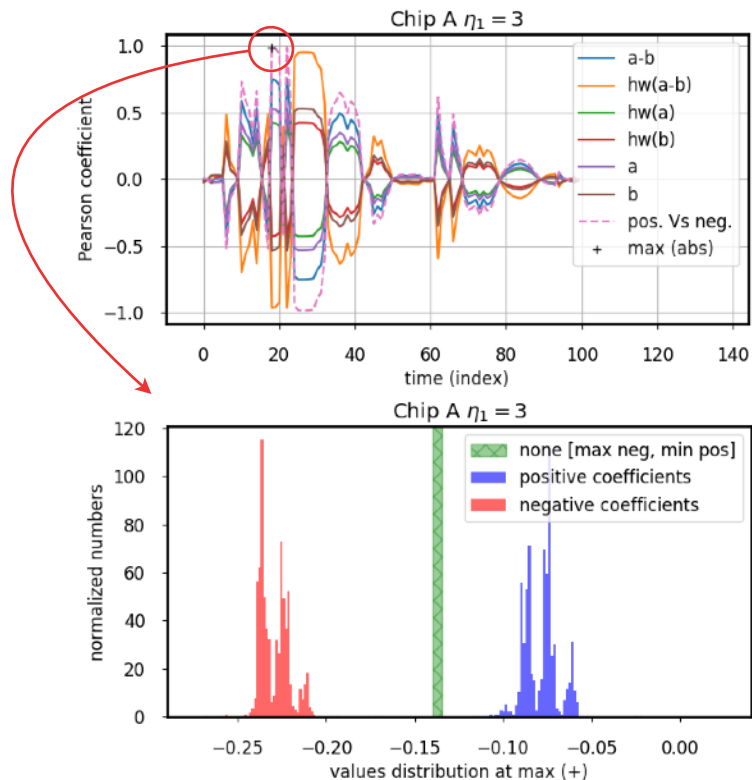 Chip A η₁ = 3
Pearson coefficient
1.0
0.5
0.0
−0.5
−1.0
a-b
hw(a-b)
hw(a)
hw(b)
a
b
pos. Vs neg.
max (abs)
0 20 40 60 80 100 120 140
time (index)
Chip A η₁ = 3
normalized numbers
120
100
80
60
40
20
0
none [max neg, min pos]
positive coefficients
negative coefficients
−0.25 −0.20 −0.15 −0.10 −0.05 0.00
values distribution at max (+)